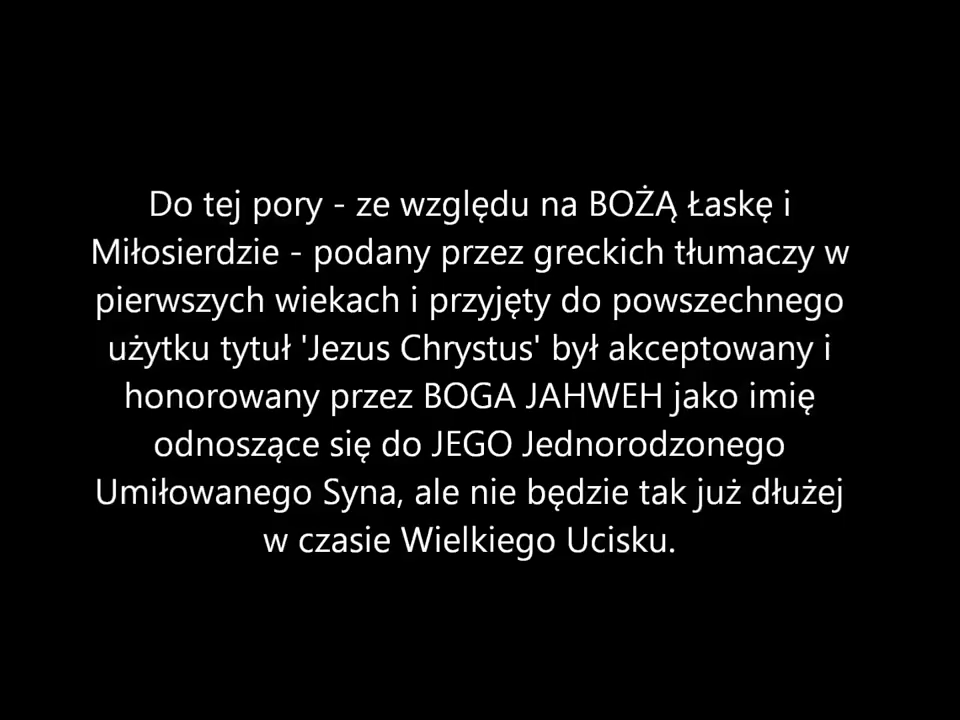 Do tej pory - ze względu na BOŻĄ Łaskę i
Miłosierdzie - podany przez greckich tłumaczy w
pierwszych wiekach i przyjęty do powszechnego
użytku tytuł 'Jezus Chrystus' był akceptowany i
honorowany przez BOGA JAHWEH jako imię
odnoszące się do JEGO Jednorodzonego
Umiłowanego Syna, ale nie będzie tak już dłużej
w czasie Wielkiego Ucisku.